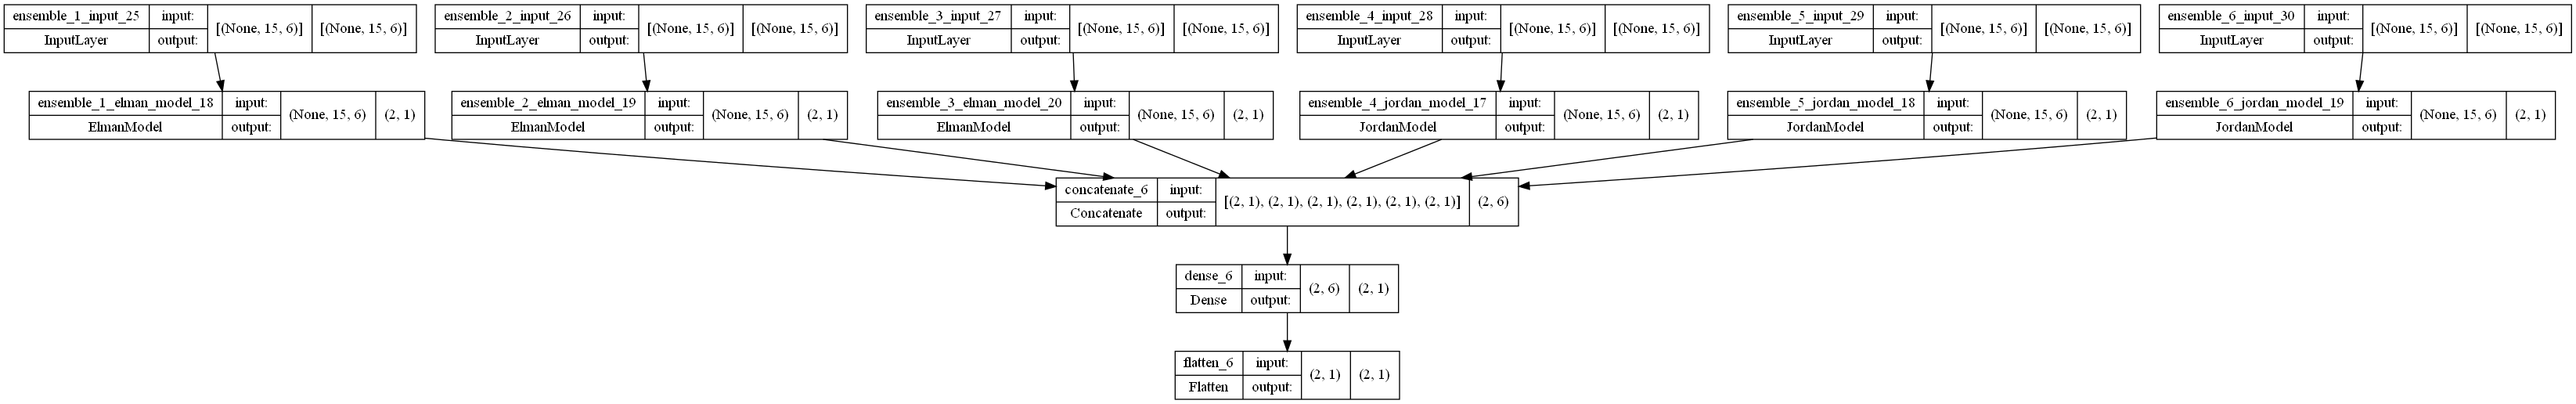 ensemble_1_input_25 input: [(None, 15, 6)] [(None, 15, 6)]
InputLayer output:
ensemble_2_input_26 input: [(None, 15, 6)] [(None, 15, 6)]
InputLayer output:
ensemble_3_input_27 input: [(None, 15, 6)] [(None, 15, 6)]
InputLayer output:
ensemble_4_input_28 input: [(None, 15, 6)] [(None, 15, 6)]
InputLayer output:
ensemble_5_input_29 input: [(None, 15, 6)] [(None, 15, 6)]
InputLayer output:
ensemble_6_input_30 input: [(None, 15, 6)] [(None, 15, 6)]
InputLayer output:
ensemble_1_elman_model_18 input: (None, 15, 6) (2, 1)
ElmanModel output:
ensemble_2_elman_model_19 input: (None, 15, 6) (2, 1)
ElmanModel output:
ensemble_3_elman_model_20 input: (None, 15, 6) (2, 1)
ElmanModel output:
ensemble_4_jordan_model_17 input: (None, 15, 6) (2, 1)
JordanModel output:
ensemble_5_jordan_model_18 input: (None, 15, 6) (2, 1)
JordanModel output:
ensemble_6_jordan_model_19 input: (None, 15, 6) (2, 1)
JordanModel output:
concatenate_6 input: [(2, 1), (2, 1), (2, 1), (2, 1), (2, 1), (2, 1)] (2, 6)
Concatenate output:
dense_6 input: (2, 6) (2, 1)
Dense output:
flatten_6 input: (2, 1) (2, 1)
Flatten output: